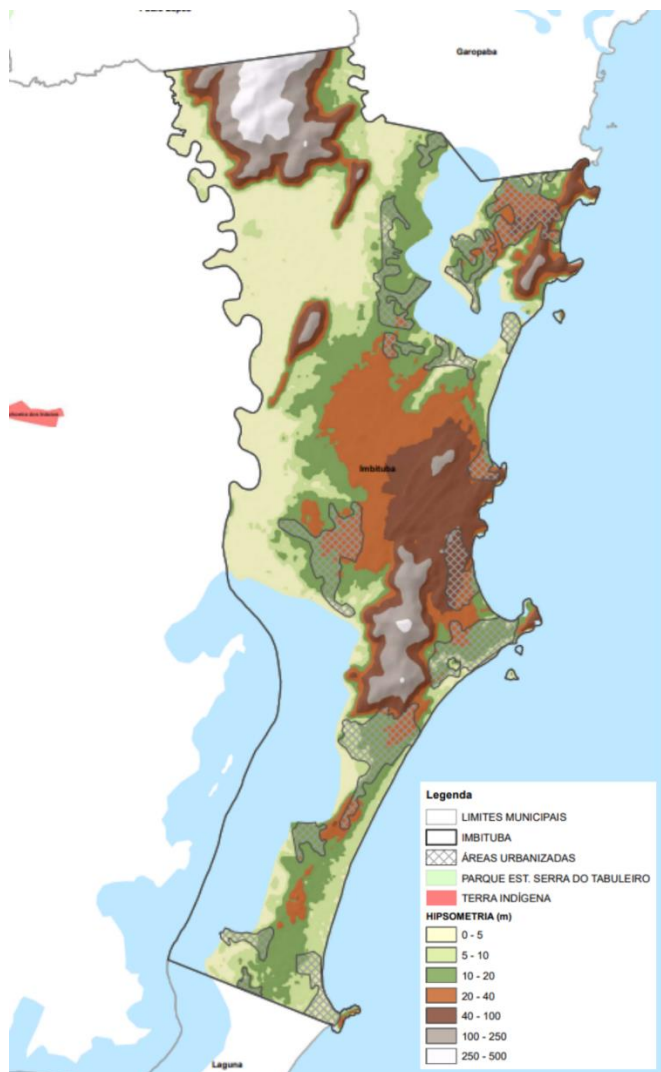 Garopaba
Imbituba
Legenda
LIMITES MUNICIPAIS
IMBITUBA
ÁREAS URBANIZADAS
PARQUE EST. SERRA DO TABULEIRO
TERRA INDÍGENA
HIPSOMETRIA (m)
0 - 5
5 - 10
10 - 20
20 - 40
40 - 100
100 - 250
250 - 500
Laguna